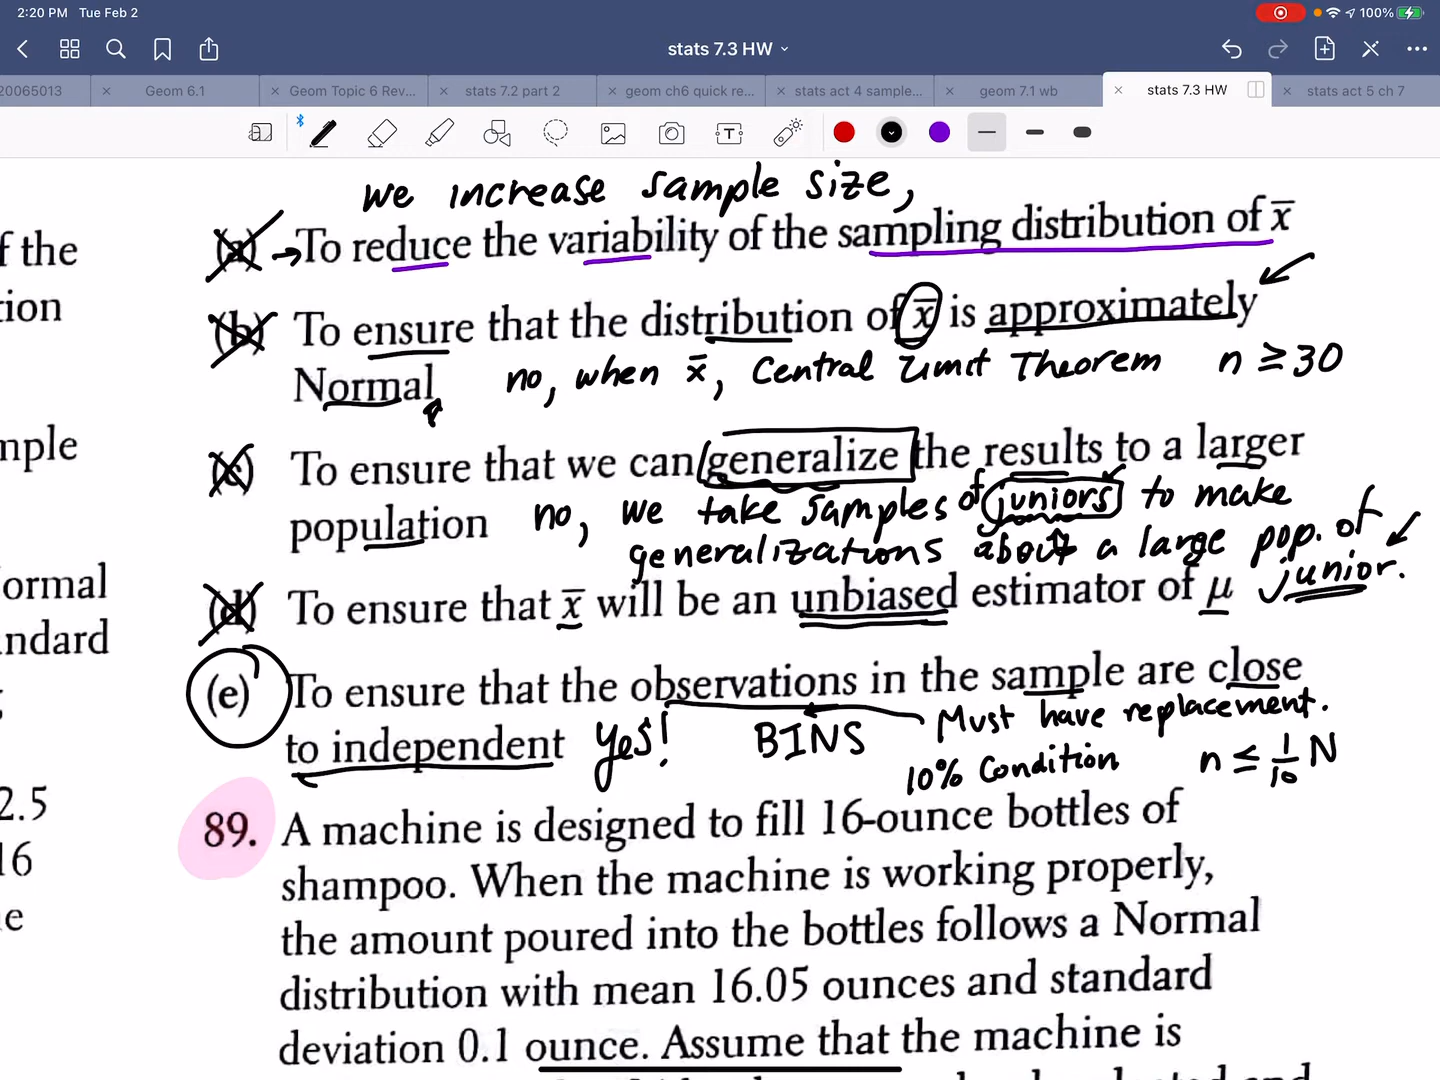 2:20 PM Tue Feb 2
100%
stats 7.3 HW
20065013
Geom 6.1
Geom Topic 6 Rev...
stats 7.2 part 2
geom ch6 quick re...
stats act 4 sample...
geom 7.1 wb
stats 7.3 HW
stats act 5 ch 7
we increase sample size,
f the
tion
mple
ormal
andard
;
2.5
16
e
(a) → To reduce the variability of the sampling distribution of x̄
(b) To ensure that the distribution of x̄ is approximately
Normal no, when x̄, Central Limit Theorem n ≥ 30
(c) To ensure that we can generalize the results to a larger
population no, we take samples of juniors to make
generalizations about a large pop. of
junior.
(d) To ensure that x̄ will be an unbiased estimator of μ
(e) To ensure that the observations in the sample are close
to independent Yes! BINS Must have replacement.
10% Condition n ≤ 1/10 N
89. A machine is designed to fill 16-ounce bottles of
shampoo. When the machine is working properly,
the amount poured into the bottles follows a Normal
distribution with mean 16.05 ounces and standard
deviation 0.1 ounce. Assume that the machine is